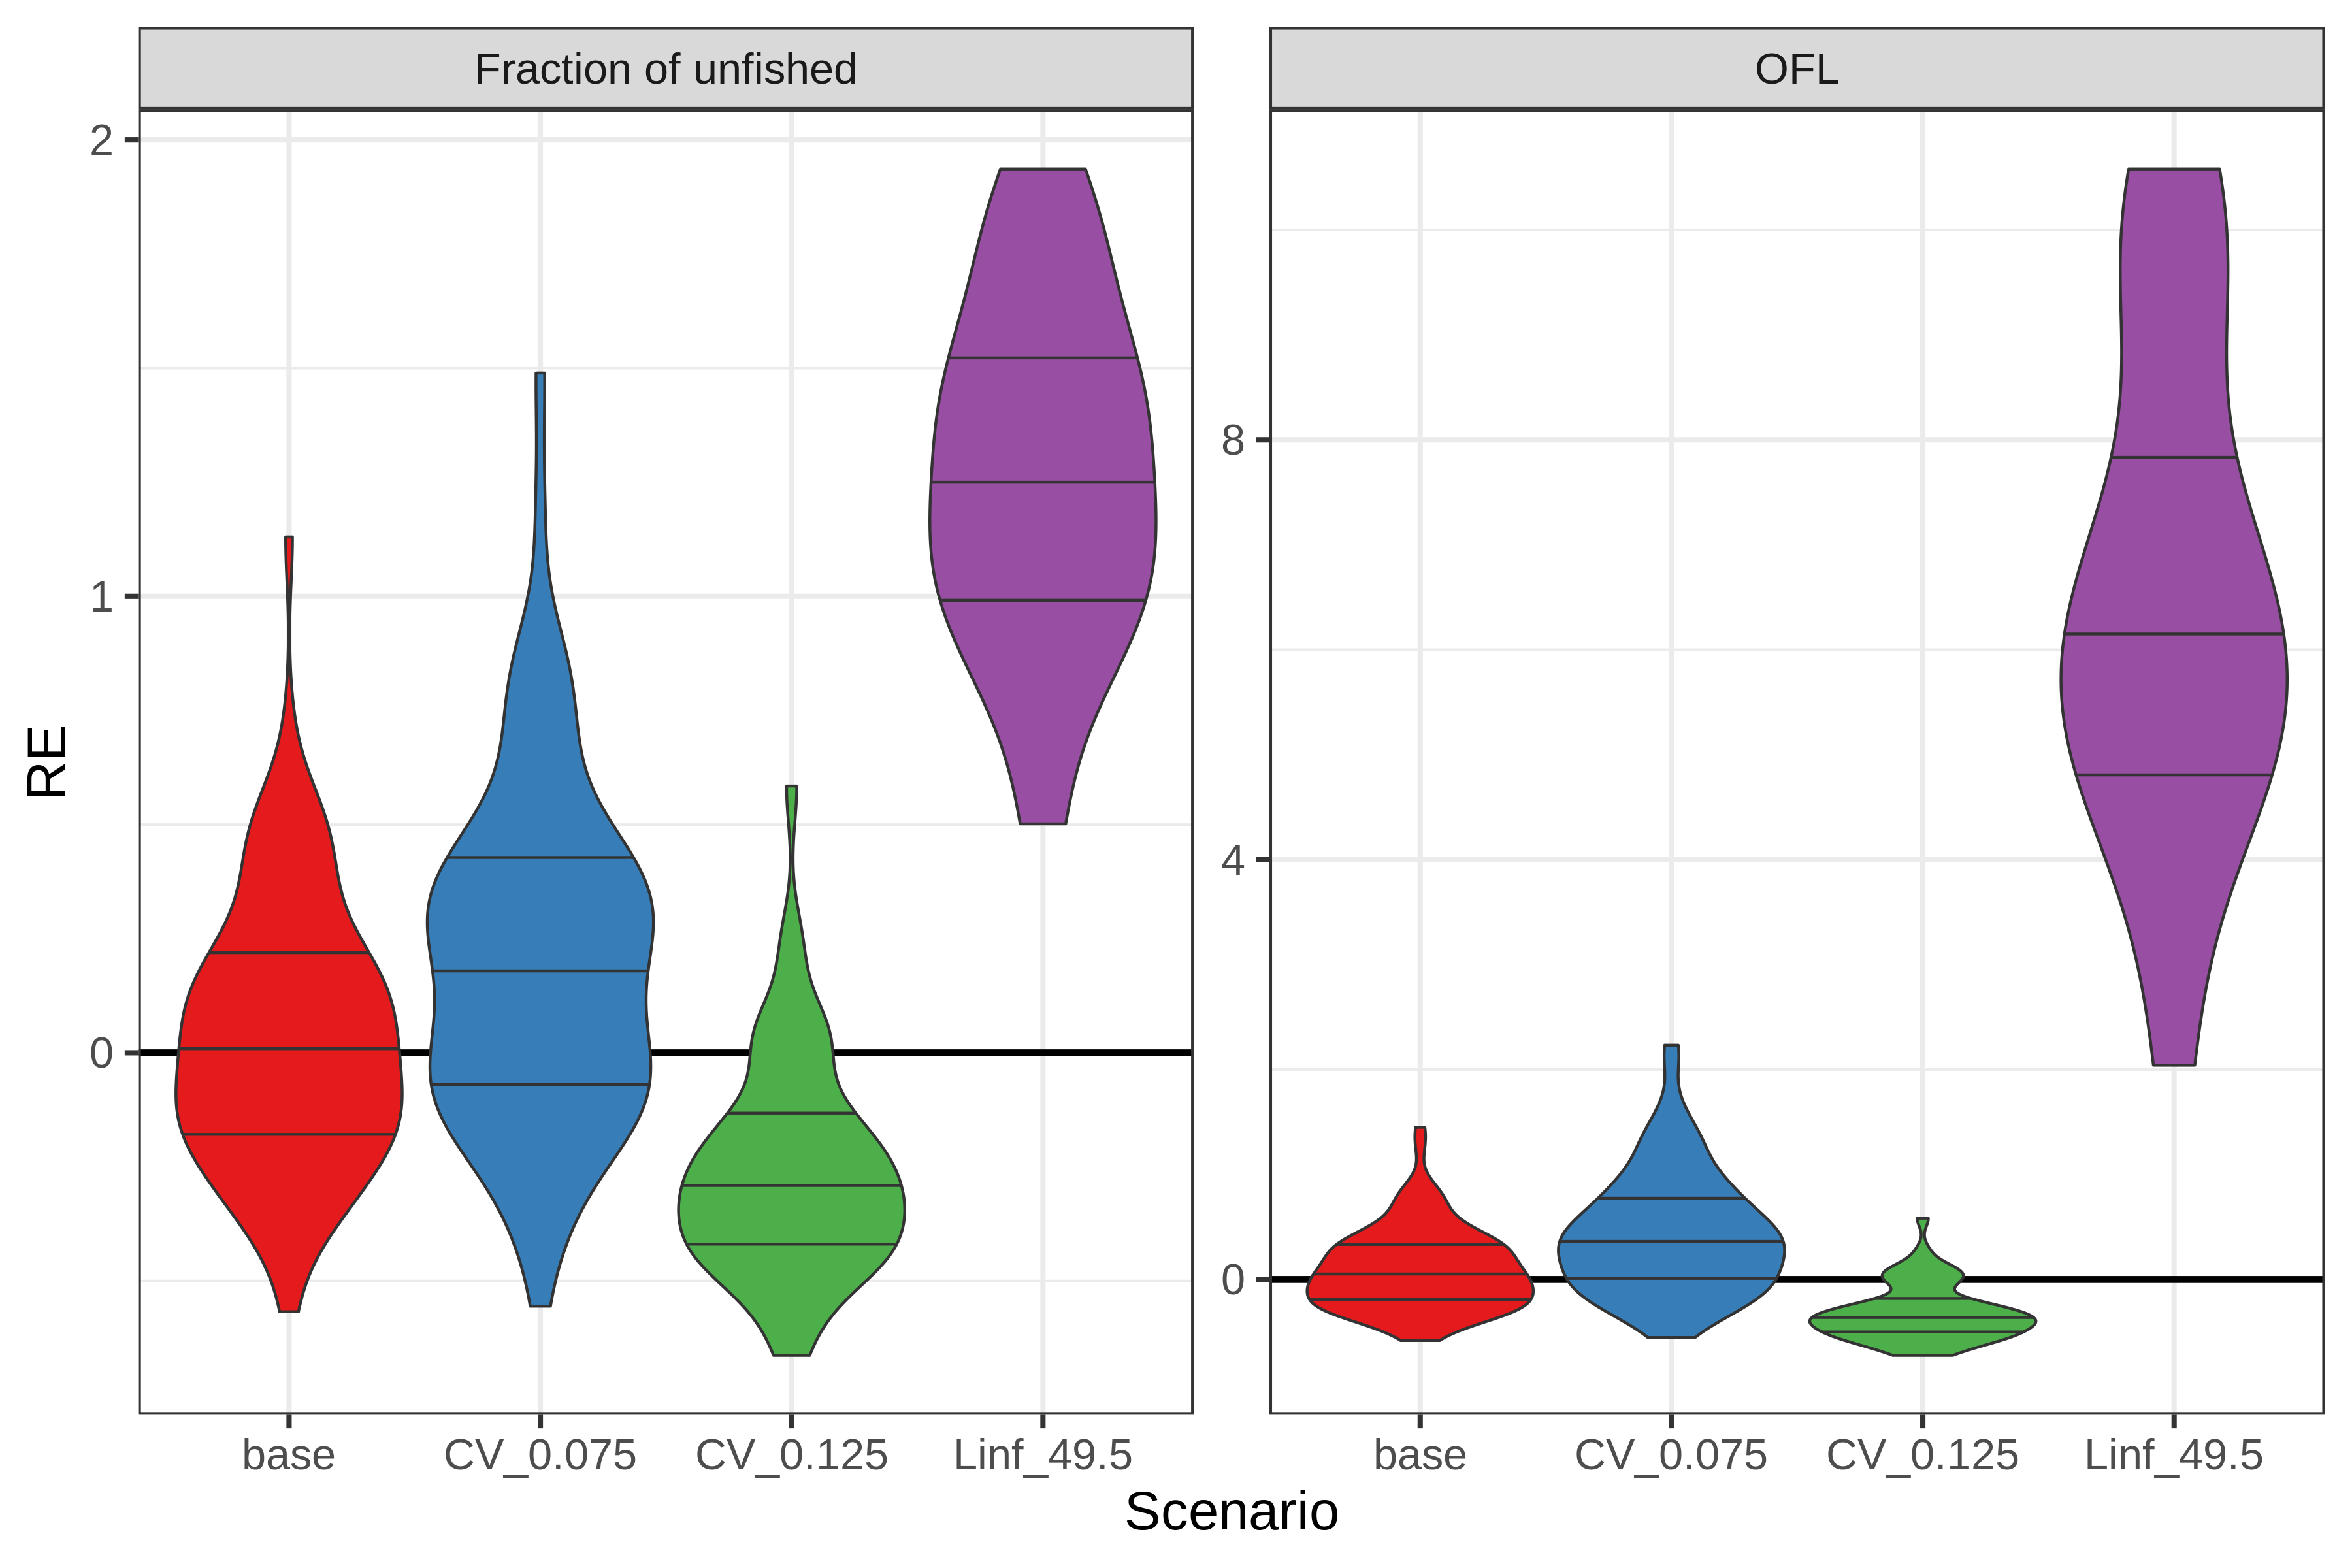 Fraction of unfished
OFL
2
1
0
8
4
0
RE
base CV_0.075 CV_0.125 Linf_49.5
base CV_0.075 CV_0.125 Linf_49.5
Scenario